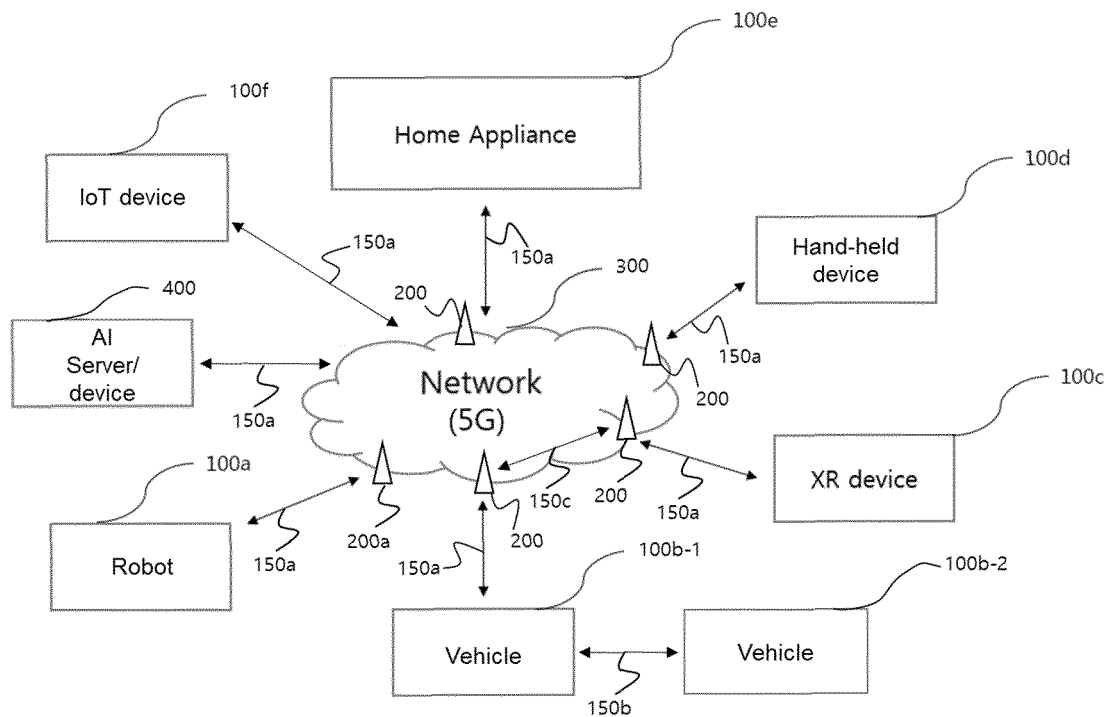 100e
100f
Home Appliance
100d
IoT device
150a
150a
Hand-held
device
300
400
200
AI
Server/
device
150a
150a
200
Network
(5G)
100c
100a
150c
200
XR device
150a
Robot
150a
200a
200
150a
100b-1
100b-2
Vehicle
Vehicle
150b